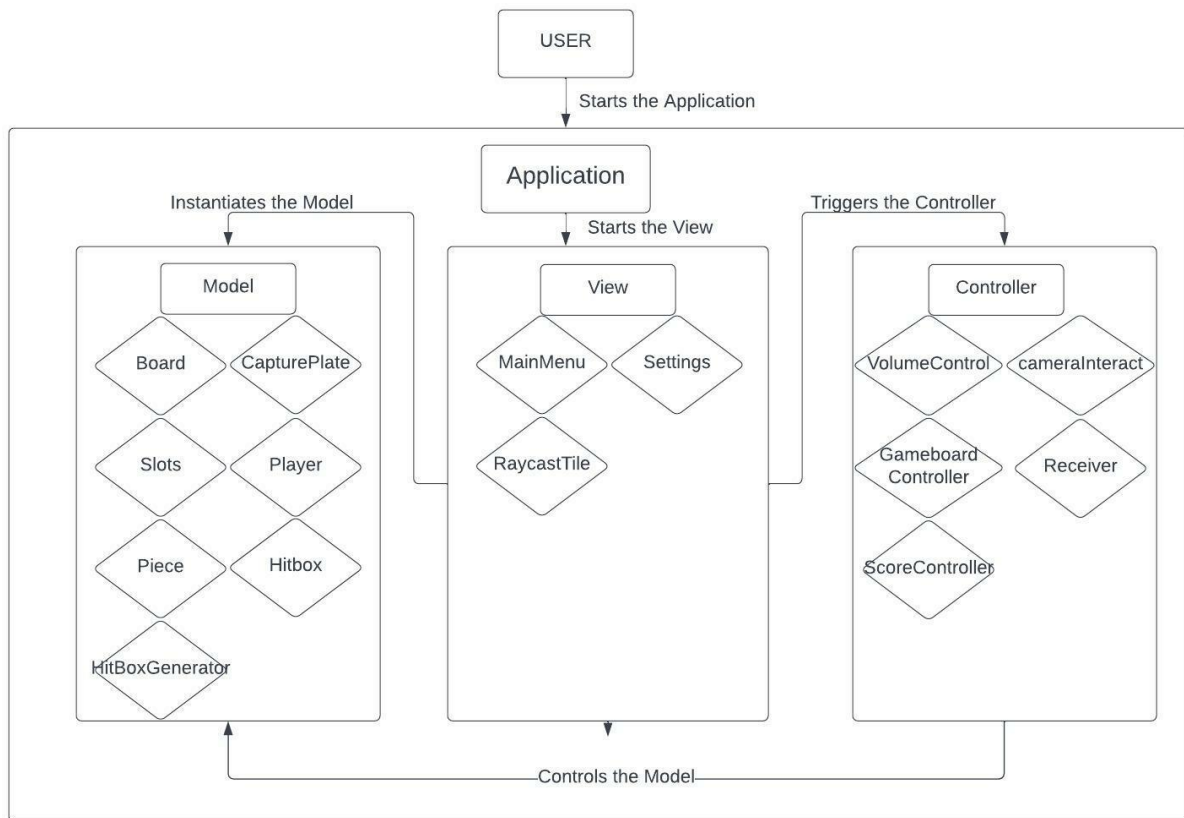 USER
Starts the Application
Application
Instantiates the Model
Triggers the Controller
Starts the View
Model
View
Controller
Board
CapturePlate
MainMenu
Settings
VolumeControl
cameraInteract
Slots
Player
RaycastTile
Gameboard
Controller
Receiver
Piece
Hitbox
ScoreController
HitBoxGenerator
Controls the Model